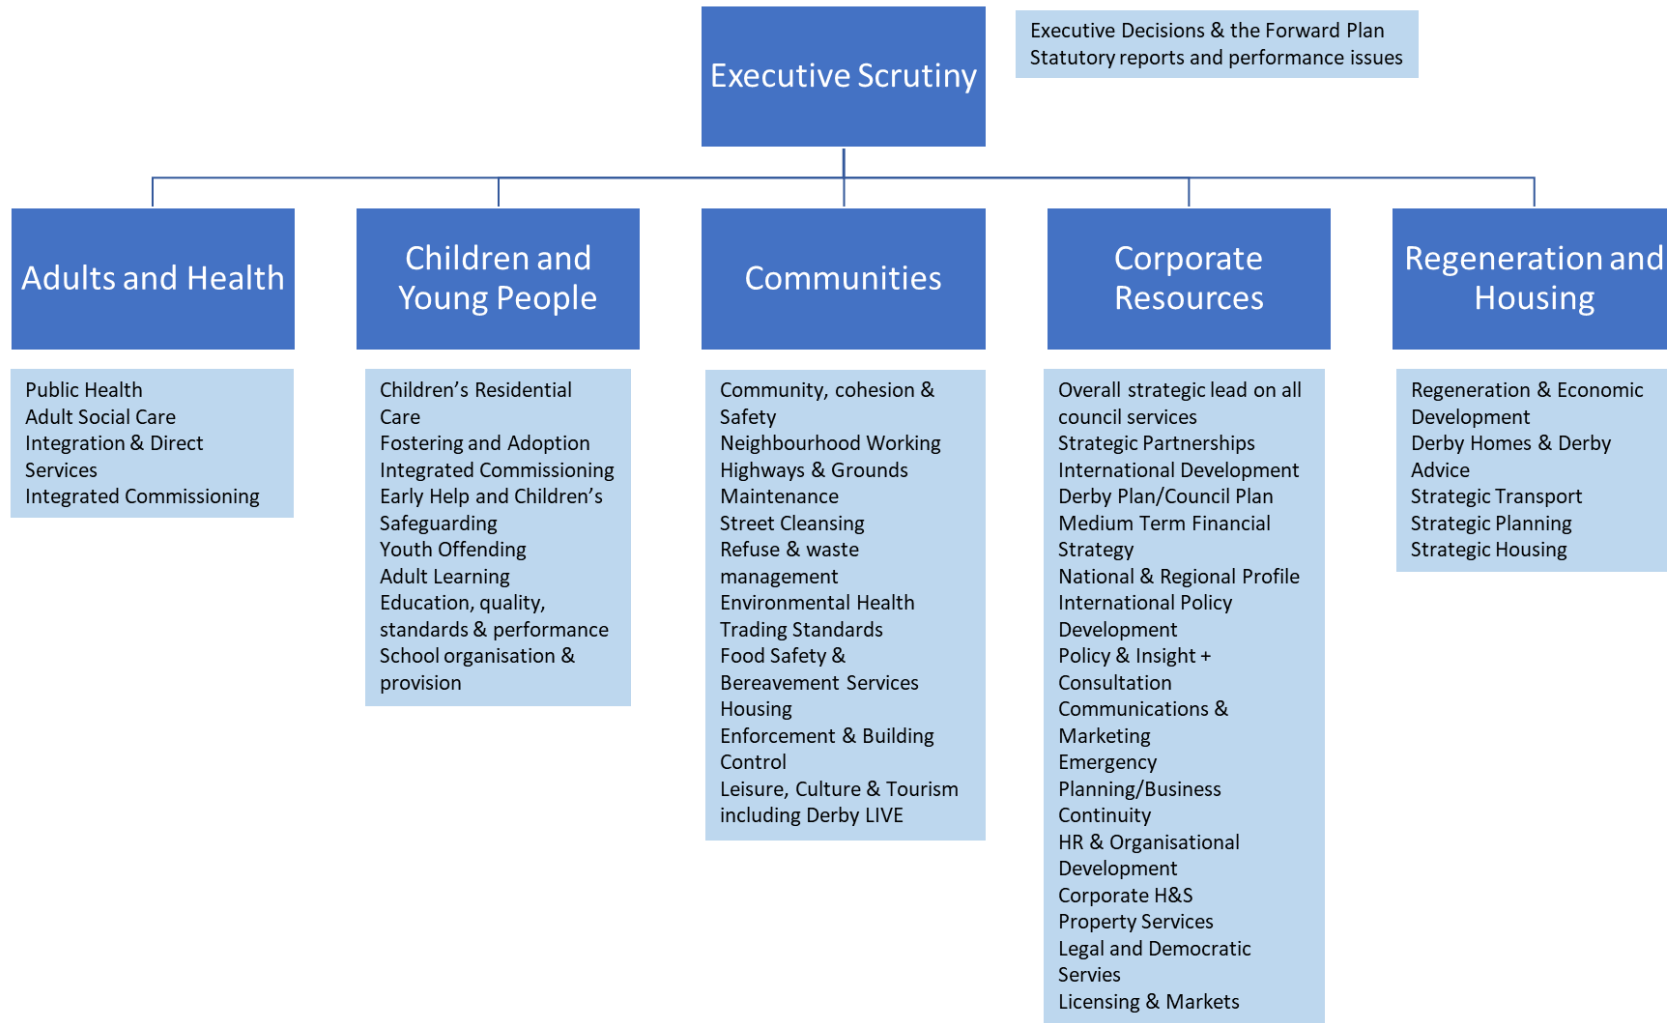 Executive Scrutiny
Executive Decisions & the Forward Plan
Statutory reports and performance issues
Adults and Health
Public Health
Adult Social Care
Integration & Direct
Services
Integrated Commissioning
Children and
Young People
Children’s Residential
Care
Fostering and Adoption
Integrated Commissioning
Early Help and Children’s
Safeguarding
Youth Offending
Adult Learning
Education, quality,
standards & performance
School organisation &
provision
Communities
Community, cohesion &
Safety
Neighbourhood Working
Highways & Grounds
Maintenance
Street Cleansing
Refuse & waste
management
Environmental Health
Trading Standards
Food Safety &
Bereavement Services
Housing
Enforcement & Building
Control
Leisure, Culture & Tourism
including Derby LIVE
Corporate
Resources
Overall strategic lead on all
council services
Strategic Partnerships
International Development
Derby Plan/Council Plan
Medium Term Financial
Strategy
National & Regional Profile
International Policy
Development
Policy & Insight +
Consultation
Communications &
Marketing
Emergency
Planning/Business
Continuity
HR & Organisational
Development
Corporate H&S
Property Services
Legal and Democratic
Servies
Licensing & Markets
Regeneration and
Housing
Regeneration & Economic
Development
Derby Homes & Derby
Advice
Strategic Transport
Strategic Planning
Strategic Housing